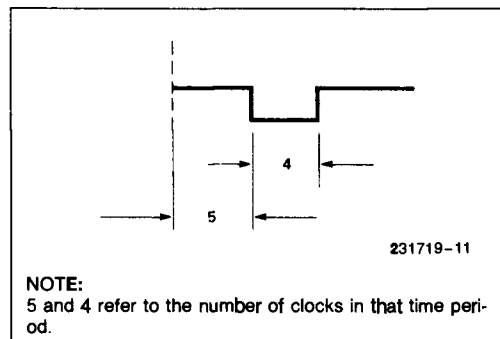 4
5
231719-11
NOTE:
5 and 4 refer to the number of clocks in that time peri-
od.